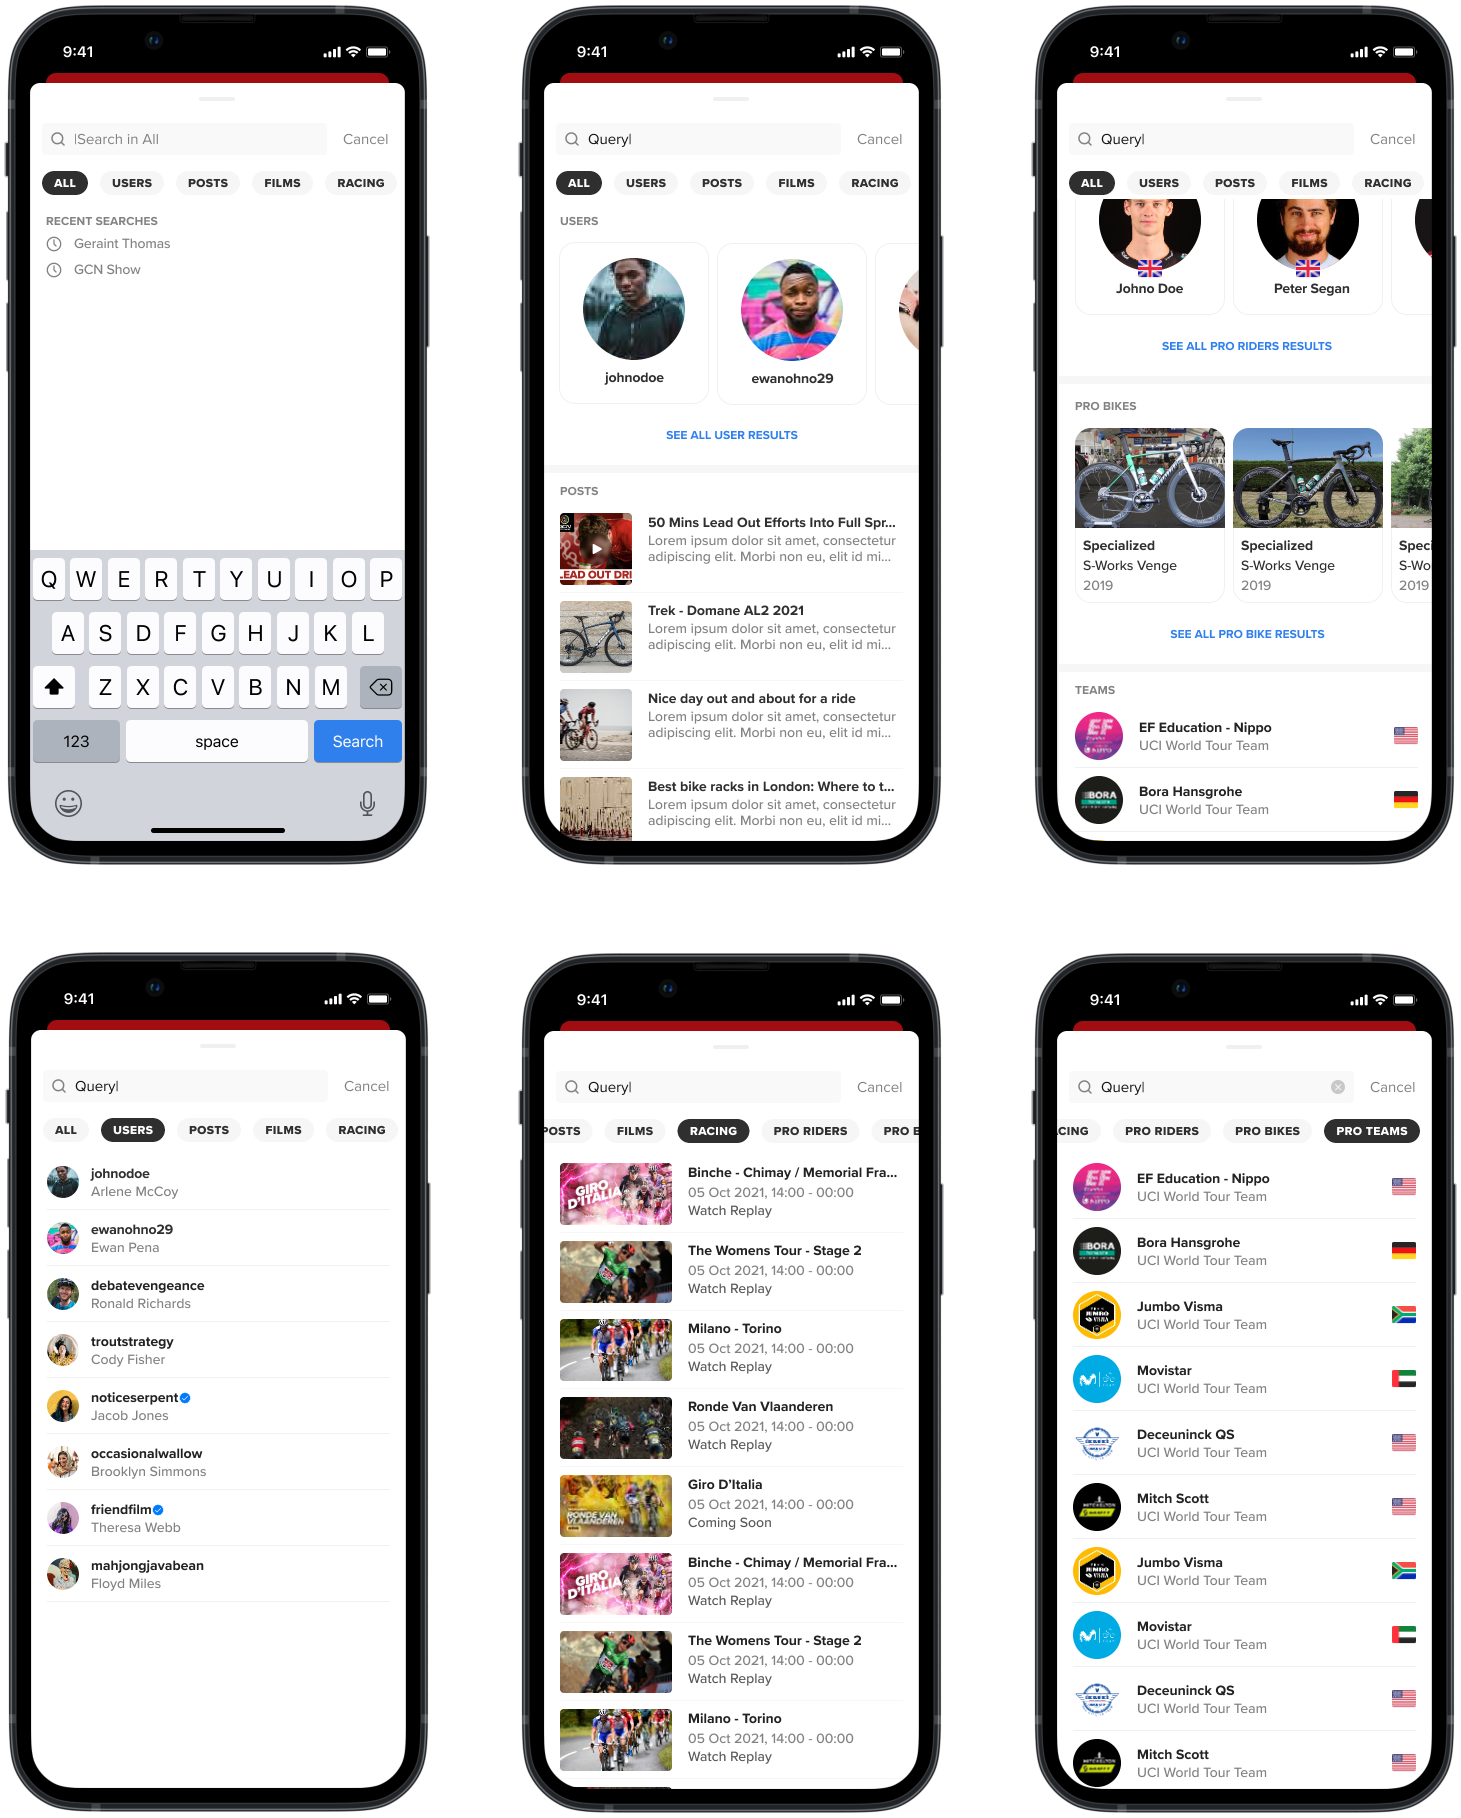 9:41
Search in All
Cancel
ALL USERS POSTS FILMS RACING
RECENT SEARCHES
Geraint Thomas
GCN Show
Q W E R T Y U I O P
A S D F G H J K L
Z X C V B N M
123 space Search
9:41
Query
Cancel
ALL USERS POSTS FILMS RACING
USERS
johnodoe ewanohno29
SEE ALL USER RESULTS
POSTS
50 Mins Lead Out Efforts Into Full Spr...
Lorem ipsum dolor sit amet, consectetur
adipiscing elit. Morbi non eu, elit id mi...
LEAD OUT DRI
Trek - Domane AL2 2021
Lorem ipsum dolor sit amet, consectetur
adipiscing elit. Morbi non eu, elit id mi...
Nice day out and about for a ride
Lorem ipsum dolor sit amet, consectetur
adipiscing elit. Morbi non eu, elit id mi...
Best bike racks in London: Where to t...
Lorem ipsum dolor sit amet, consectetur
adipiscing elit. Morbi non eu, elit id mi...
9:41
Query
Cancel
ALL USERS POSTS FILMS RACING
Johno Doe Peter Segan
SEE ALL PRO RIDERS RESULTS
PRO BIKES
Specialized Specialized Speci
S-Works Venge S-Works Venge S-Wo
2019 2019 2019
SEE ALL PRO BIKE RESULTS
TEAMS
EF
EF Education - Nippo
UCI World Tour Team
BORA
Bora Hansgrohe
UCI World Tour Team
9:41
Query
Cancel
ALL USERS POSTS FILMS RACING
johnodoe
Arlene McCoy
ewanohno29
Ewan Pena
debatevengeance
Ronald Richards
troutstrategy
Cody Fisher
noticeserpent
Jacob Jones
occasionalwallow
Brooklyn Simmons
friendfilm
Theresa Webb
mahjongjavabean
Floyd Miles
9:41
Query
Cancel
POSTS FILMS RACING PRO RIDERS PRO B
GIRO
D'ITALIA
Binche - Chimay / Memorial Fra...
05 Oct 2021, 14:00 - 00:00
Watch Replay
The Womens Tour - Stage 2
05 Oct 2021, 14:00 - 00:00
Watch Replay
Milano - Torino
05 Oct 2021, 14:00 - 00:00
Watch Replay
Ronde Van Vlaanderen
05 Oct 2021, 14:00 - 00:00
Watch Replay
RONDE VAN
VLAANDEREN
Giro D’Italia
05 Oct 2021, 14:00 - 00:00
Coming Soon
GIRO
D'ITALIA
Binche - Chimay / Memorial Fra...
05 Oct 2021, 14:00 - 00:00
Watch Replay
The Womens Tour - Stage 2
05 Oct 2021, 14:00 - 00:00
Watch Replay
Milano - Torino
05 Oct 2021, 14:00 - 00:00
Watch Replay
9:41
Query
Cancel
CING PRO RIDERS PRO BIKES PRO TEAMS
EF
EF Education - Nippo
UCI World Tour Team
BORA
Bora Hansgrohe
UCI World Tour Team
JUMBO
VISMA
Jumbo Visma
UCI World Tour Team
Movistar
UCI World Tour Team
Deceuninck QS
UCI World Tour Team
Mitch Scott
UCI World Tour Team
JUMBO
VISMA
Jumbo Visma
UCI World Tour Team
Movistar
UCI World Tour Team
Deceuninck QS
UCI World Tour Team
Mitch Scott
UCI World Tour Team